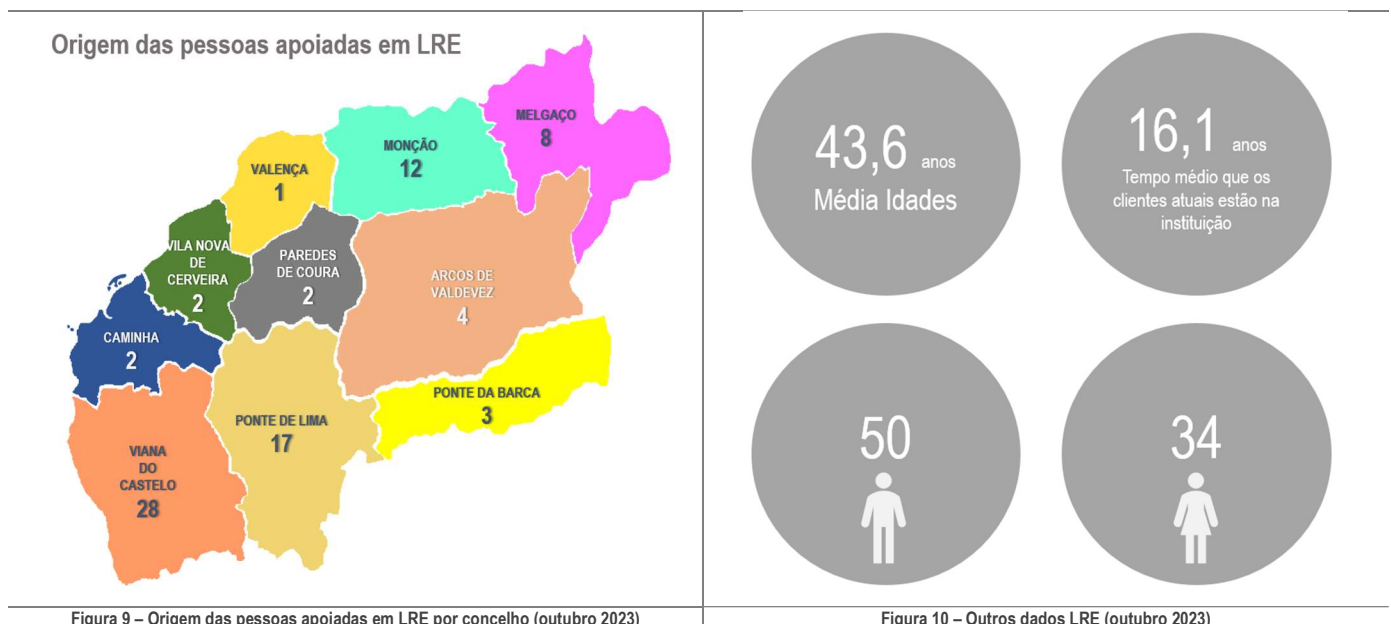 Origem das pessoas apoiadas em LRE
MELGAÇO
8
MONÇÃO
12
VALENÇA
1
VILA NOVA
DE
CERVEIRA
2
PAREDES
DE COURA
2
ARCOS DE
VALDEVEZ
4
CAMINHA
2
PONTE DA BARCA
3
PONTE DE LIMA
17
VIANA
DO
CASTELO
28
43,6 anos
Média Idades
16,1 anos
Tempo médio que os
clientes atuais estão na
instituição
50
34
Figura 9 – Origem das pessoas apoiadas em LRE por concelho (outubro 2023)
Figura 10 – Outros dados LRE (outubro 2023)